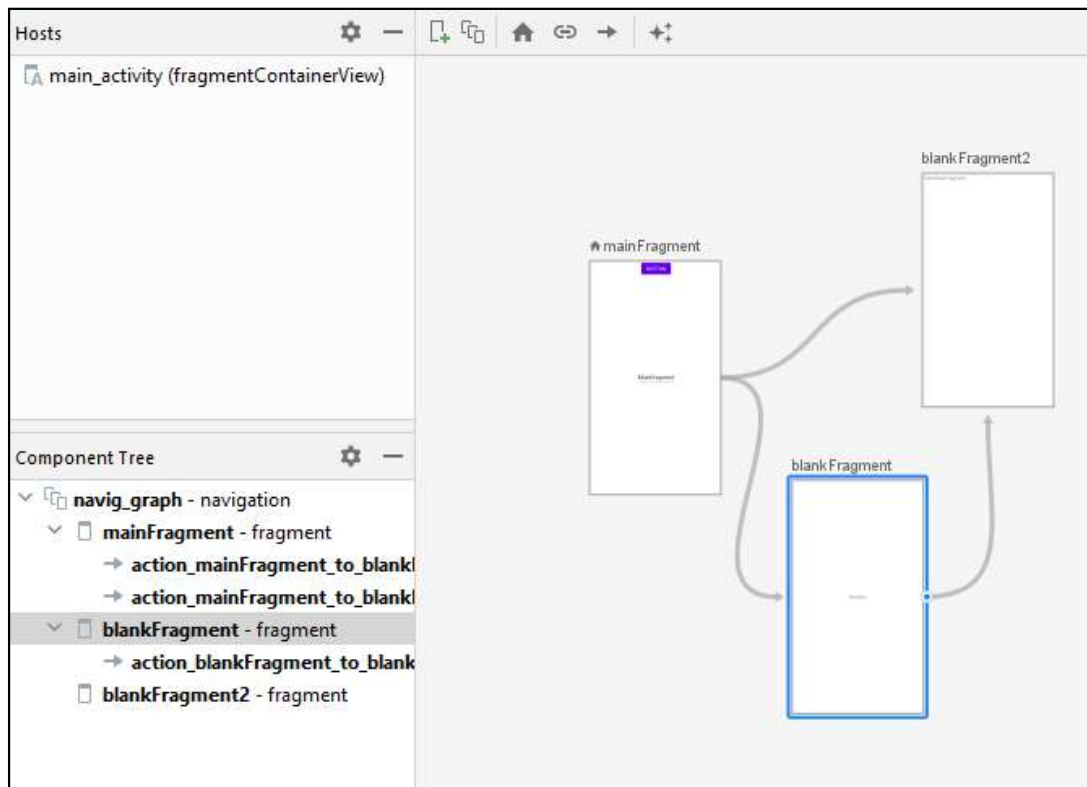 Hosts
main_activity (fragmentContainerView)
blankFragment2
mainFragment
blankFragment
Component Tree
navig_graph - navigation
mainFragment - fragment
action_mainFragment_to_blankl
action_mainFragment_to_blankl
blankFragment - fragment
action_blankFragment_to_blank
blankFragment2 - fragment